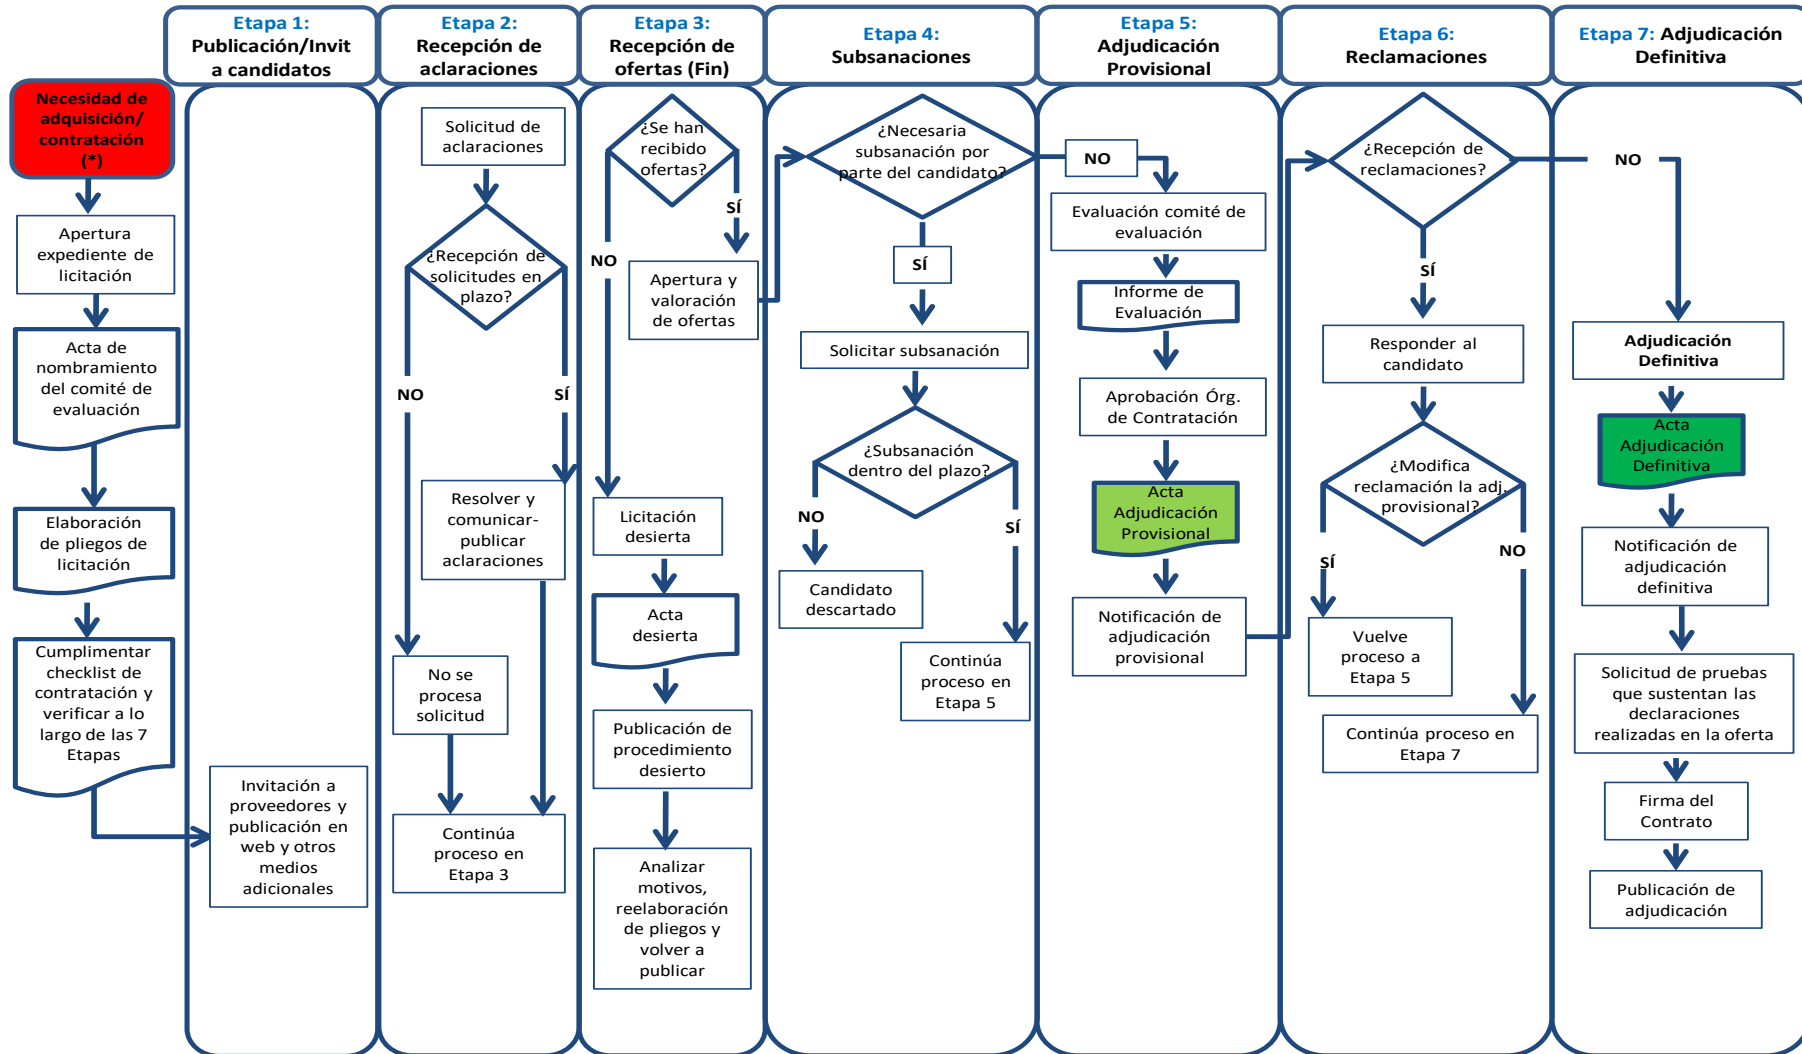 Etapa 1:
Publicación/Invit
a candidatos
Etapa 2:
Recepción de
aclaraciones
Etapa 3:
Recepción de
ofertas (Fin)
Etapa 4:
Subsanaciones
Etapa 5:
Adjudicación
Provisional
Etapa 6:
Reclamaciones
Etapa 7: Adjudicación
Definitiva
Necesidad de
adquisición/
contratación
(*)
Apertura
expediente de
licitación
Acta de
nombramiento
del comité de
evaluación
Elaboración
de pliegos de
licitación
Cumplimentar
checklist de
contratación y
verificar a lo
largo de las 7
Etapas
Invitación a
proveedores y
publicación en
web y otros
medios
adicionales
Solicitud de
aclaraciones
¿Recepción de
solicitudes en
plazo?
NO
SÍ
Resolver y
comunicar-
publicar
aclaraciones
No se
procesa
solicitud
Continúa
proceso en
Etapa 3
¿Se han
recibido
ofertas?
SÍ
NO
Apertura y
valoración
de ofertas
Licitación
desierta
Acta
desierta
Publicación de
procedimiento
desierto
Analizar
motivos,
reelaboración
de pliegos y
volver a
publicar
¿Necesaria
subsanación por
parte del candidato?
SÍ
Solicitar subsanación
¿Subsanación
dentro del plazo?
NO
SÍ
Candidato
descartado
Continúa
proceso en
Etapa 5
NO
Evaluación comité de
evaluación
Informe de
Evaluación
Aprobación Órg.
de Contratación
Acta
Adjudicación
Provisional
Notificación de
adjudicación
provisional
¿Recepción de
reclamaciones?
SÍ
Responder al
candidato
¿Modifica
reclamación la adj.
provisional?
SÍ
NO
Vuelve
proceso a
Etapa 5
Continúa proceso en
Etapa 7
NO
Adjudicación
Definitiva
Acta
Adjudicación
Definitiva
Notificación de
adjudicación
definitiva
Solicitud de pruebas
que sustentan las
declaraciones
realizadas en la oferta
Firma del
Contrato
Publicación de
adjudicación